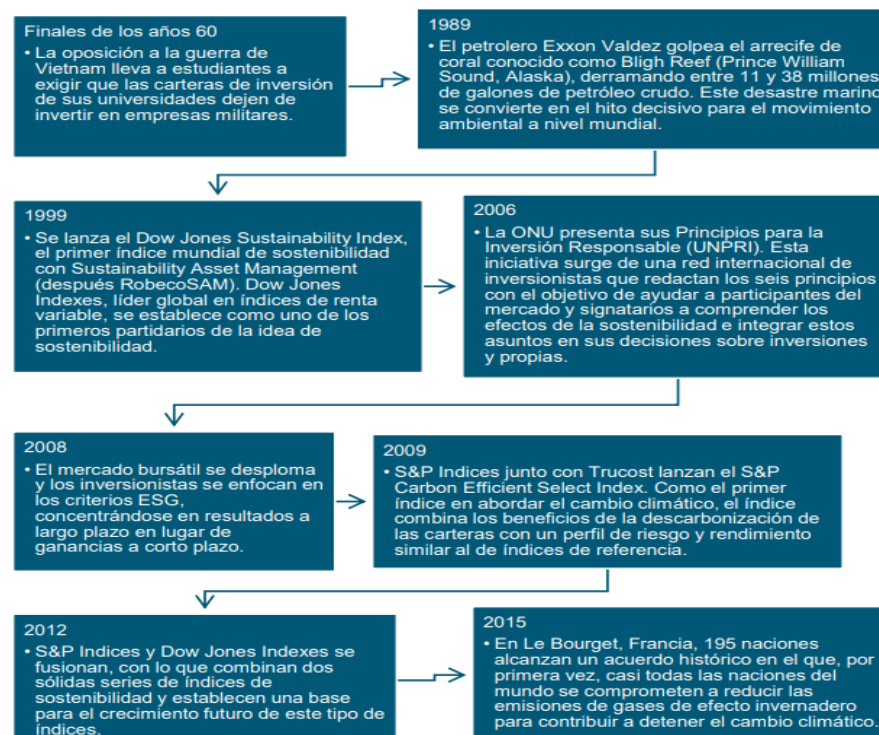 Finales de los años 60
• La oposición a la guerra de
Vietnam lleva a estudiantes a
exigir que las carteras de inversión
de sus universidades dejen de
invertir en empresas militares.
1989
• El petrolero Exxon Valdez golpea el arrecife de
coral conocido como Bligh Reef (Prince William
Sound, Alaska), derramando entre 11 y 38 millones
de galones de petróleo crudo. Este desastre marino
se convierte en el hito decisivo para el movimiento
ambiental a nivel mundial.
1999
• Se lanza el Dow Jones Sustainability Index,
el primer índice mundial de sostenibilidad
con Sustainability Asset Management
(después RobecoSAM). Dow Jones
Indexes, líder global en índices de renta
variable, se establece como uno de los
primeros partidarios de la idea de
sostenibilidad.
2006
• La ONU presenta sus Principios para la
Inversión Responsable (UNPRI). Esta
iniciativa surge de una red internacional de
inversionistas que redactan los seis principios
con el objetivo de ayudar a participantes del
mercado y signatarios a comprender los
efectos de la sostenibilidad e integrar estos
asuntos en sus decisiones sobre inversiones
y propias.
2008
• El mercado bursátil se desploma
y los inversionistas se enfocan en
los criterios ESG,
concentrándose en resultados a
largo plazo en lugar de
ganancias a corto plazo.
2009
• S&P Indices junto con Trucost lanzan el S&P
Carbon Efficient Select Index. Como el primer
índice en abordar el cambio climático, el índice
combina los beneficios de la descarbonización de
las carteras con un perfil de riesgo y rendimiento
similar al de índices de referencia.
2012
• S&P Indices y Dow Jones Indexes se
fusionan, con lo que combinan dos
sólidas series de índices de
sostenibilidad y establecen una base
para el crecimiento futuro de este tipo de
índices.
2015
• En Le Bourget, Francia, 195 naciones
alcanzan un acuerdo histórico en el que, por
primera vez, casi todas las naciones del
mundo se comprometen a reducir las
emisiones de gases de efecto invernadero
para contribuir a detener el cambio climático.